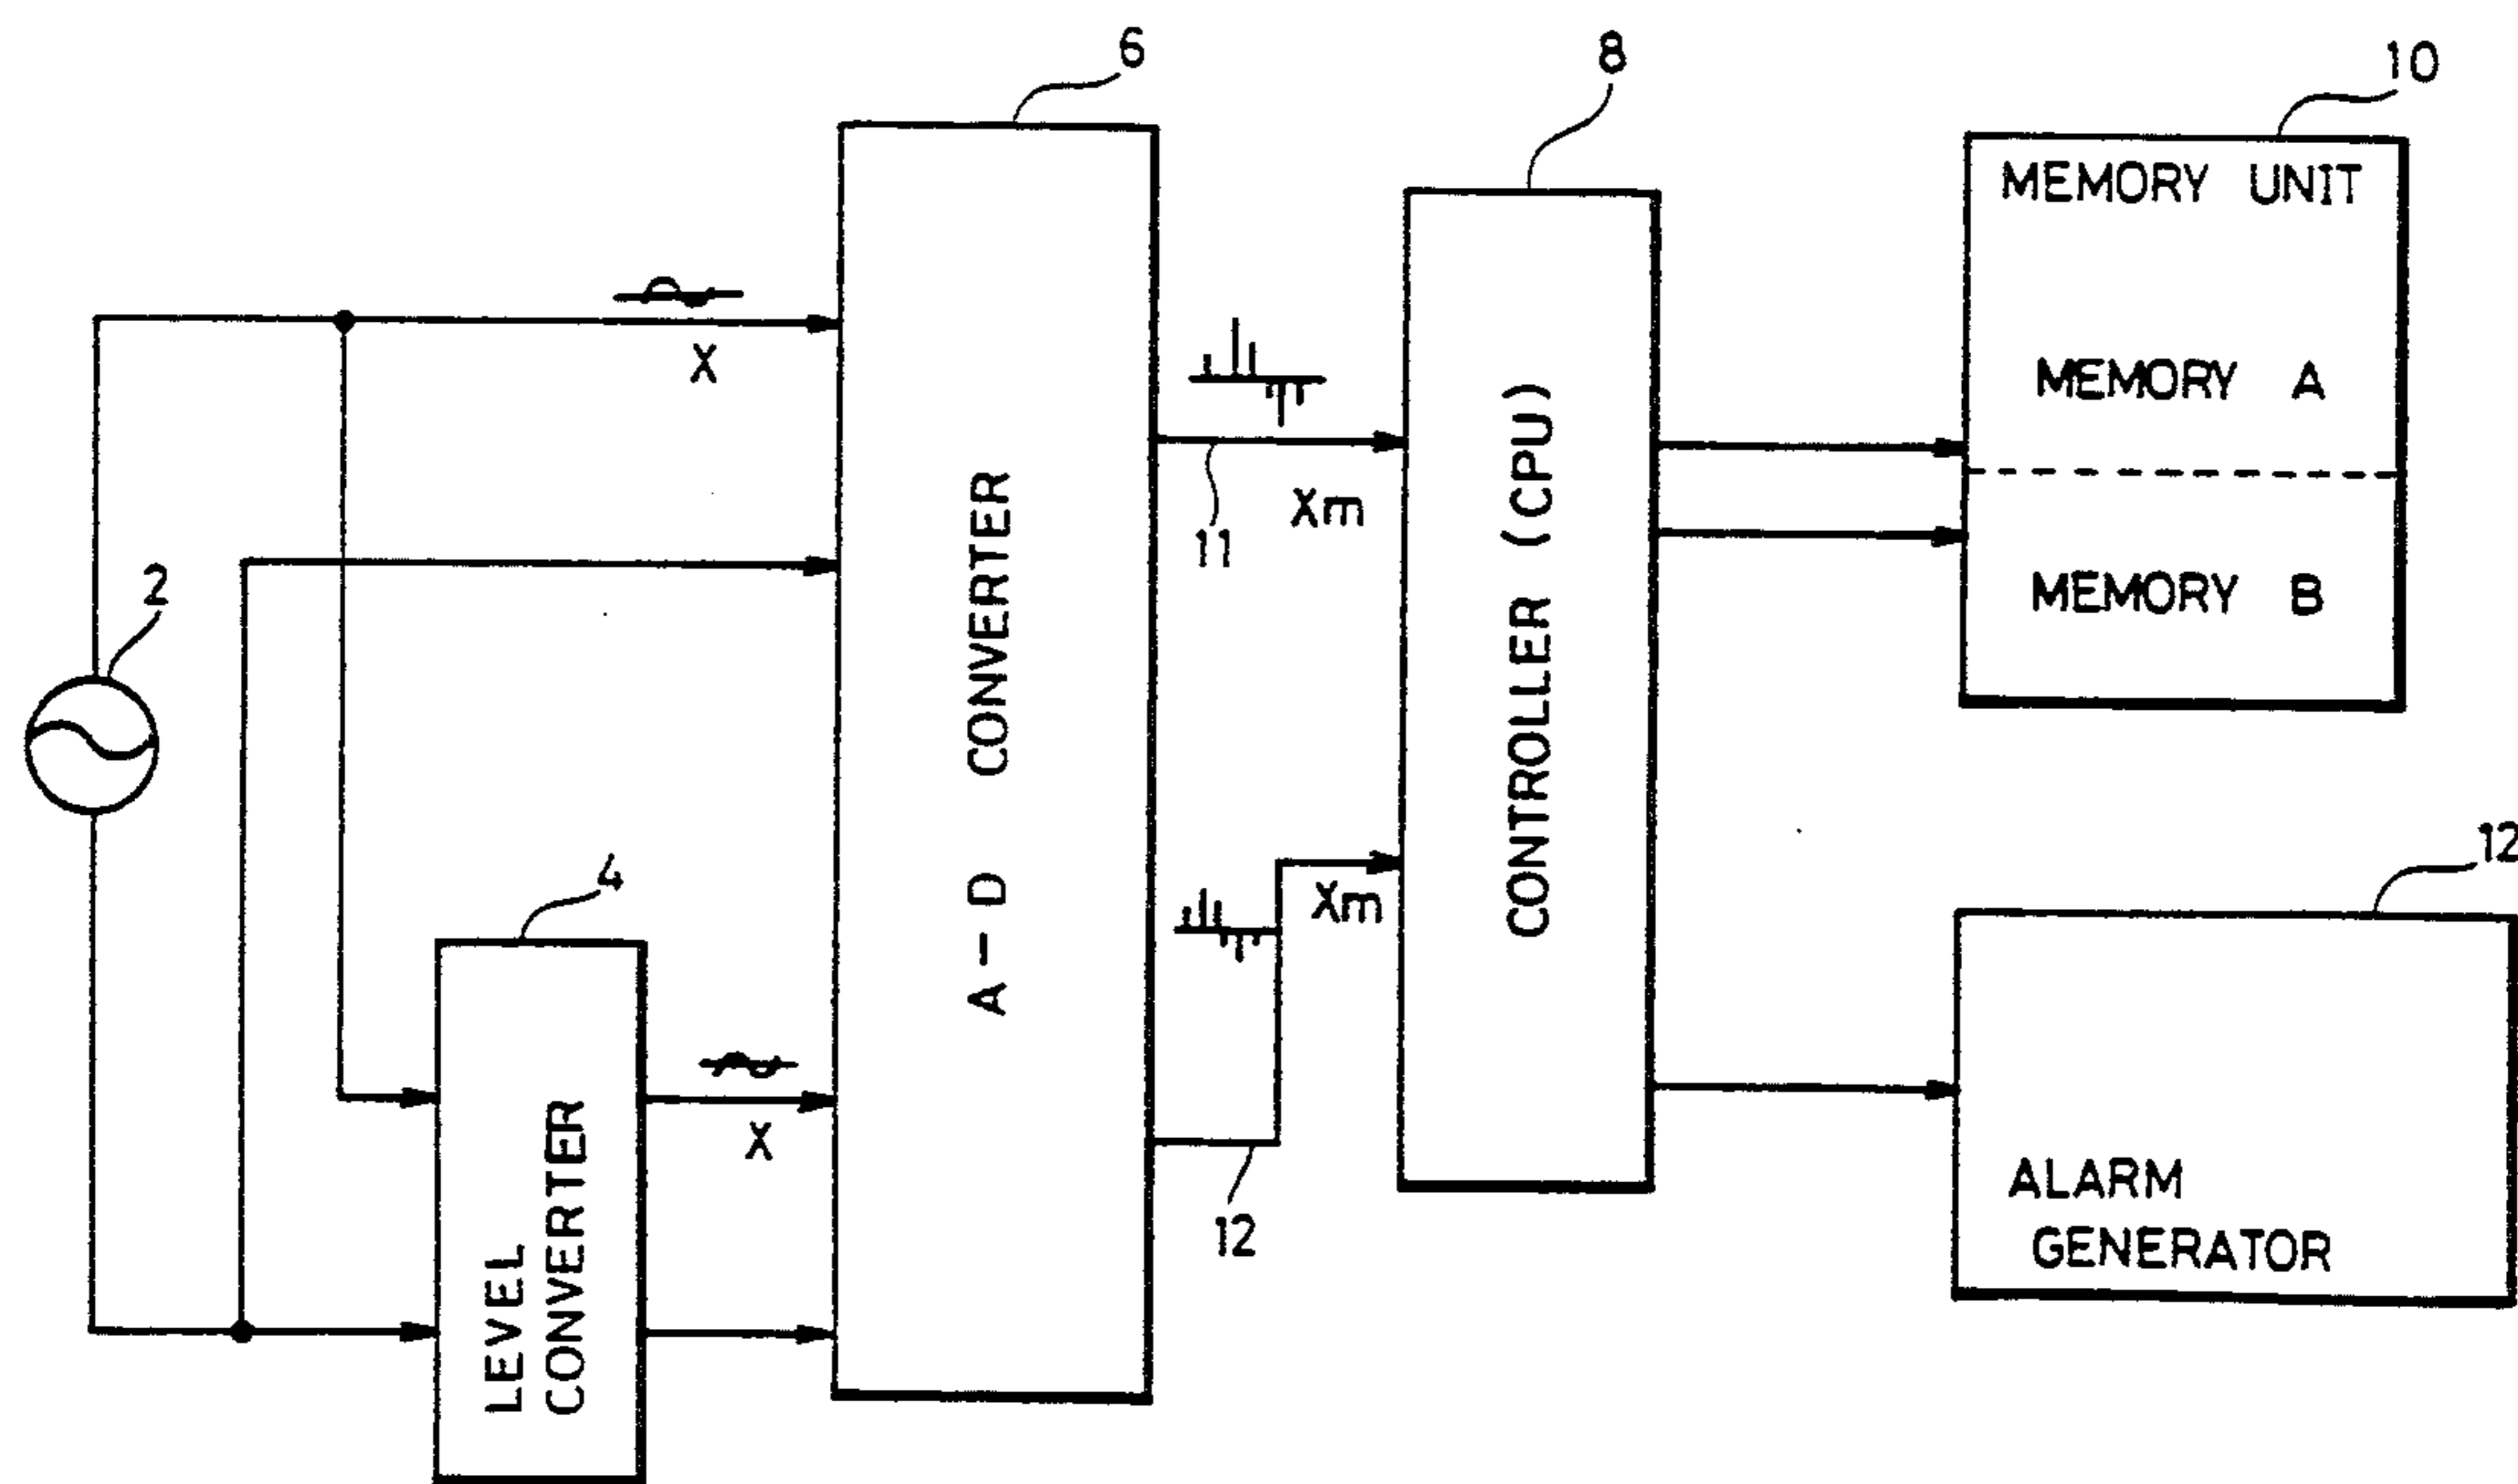 6
8
10
MEMORY UNIT
X
MEMORY A
Xm
11
MEMORY B
2
A-D CONVERTER
CONTROLLER (CPU)
12
4
Xm
LEVEL
CONVERTER
X
12
ALARM
GENERATOR